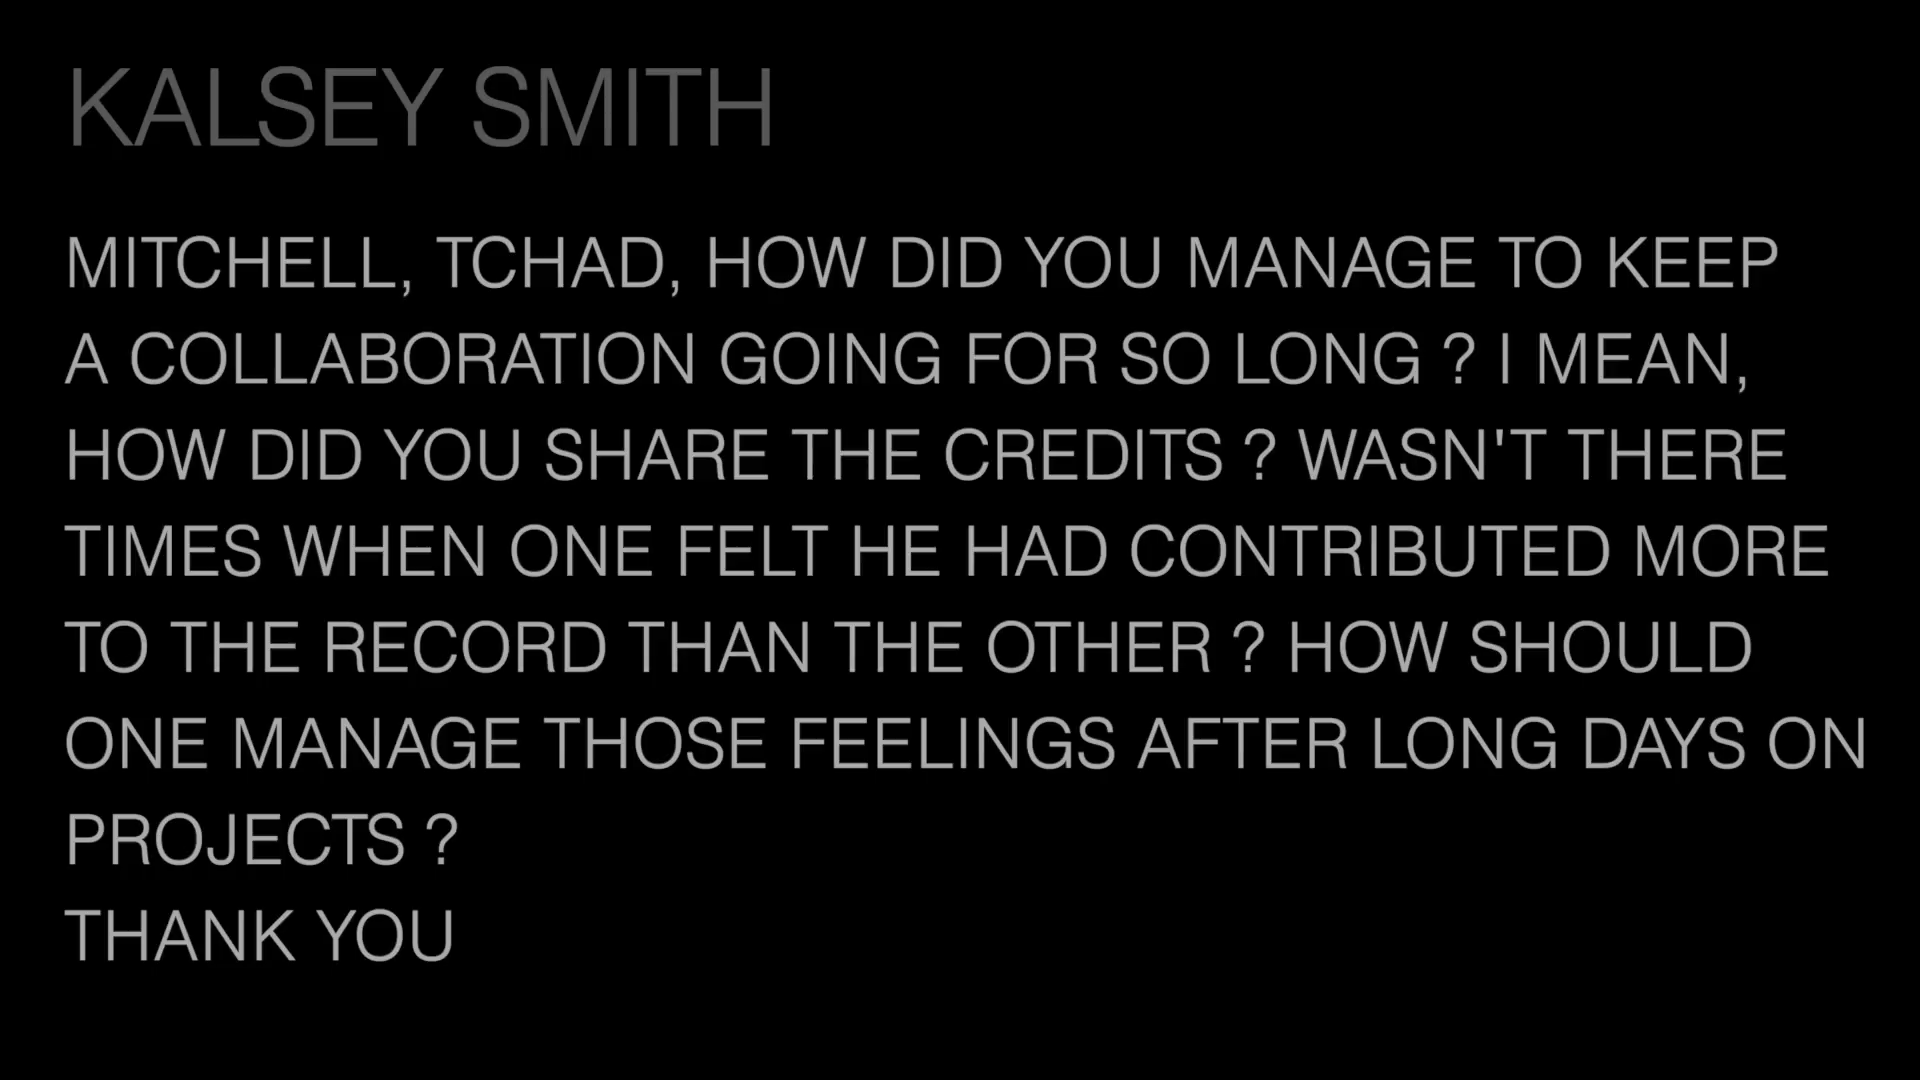 KALSEY SMITH
MITCHELL, TCHAD, HOW DID YOU MANAGE TO KEEP
A COLLABORATION GOING FOR SO LONG ? I MEAN,
HOW DID YOU SHARE THE CREDITS ? WASN'T THERE
TIMES WHEN ONE FELT HE HAD CONTRIBUTED MORE
TO THE RECORD THAN THE OTHER ? HOW SHOULD
ONE MANAGE THOSE FEELINGS AFTER LONG DAYS ON
PROJECTS ?
THANK YOU